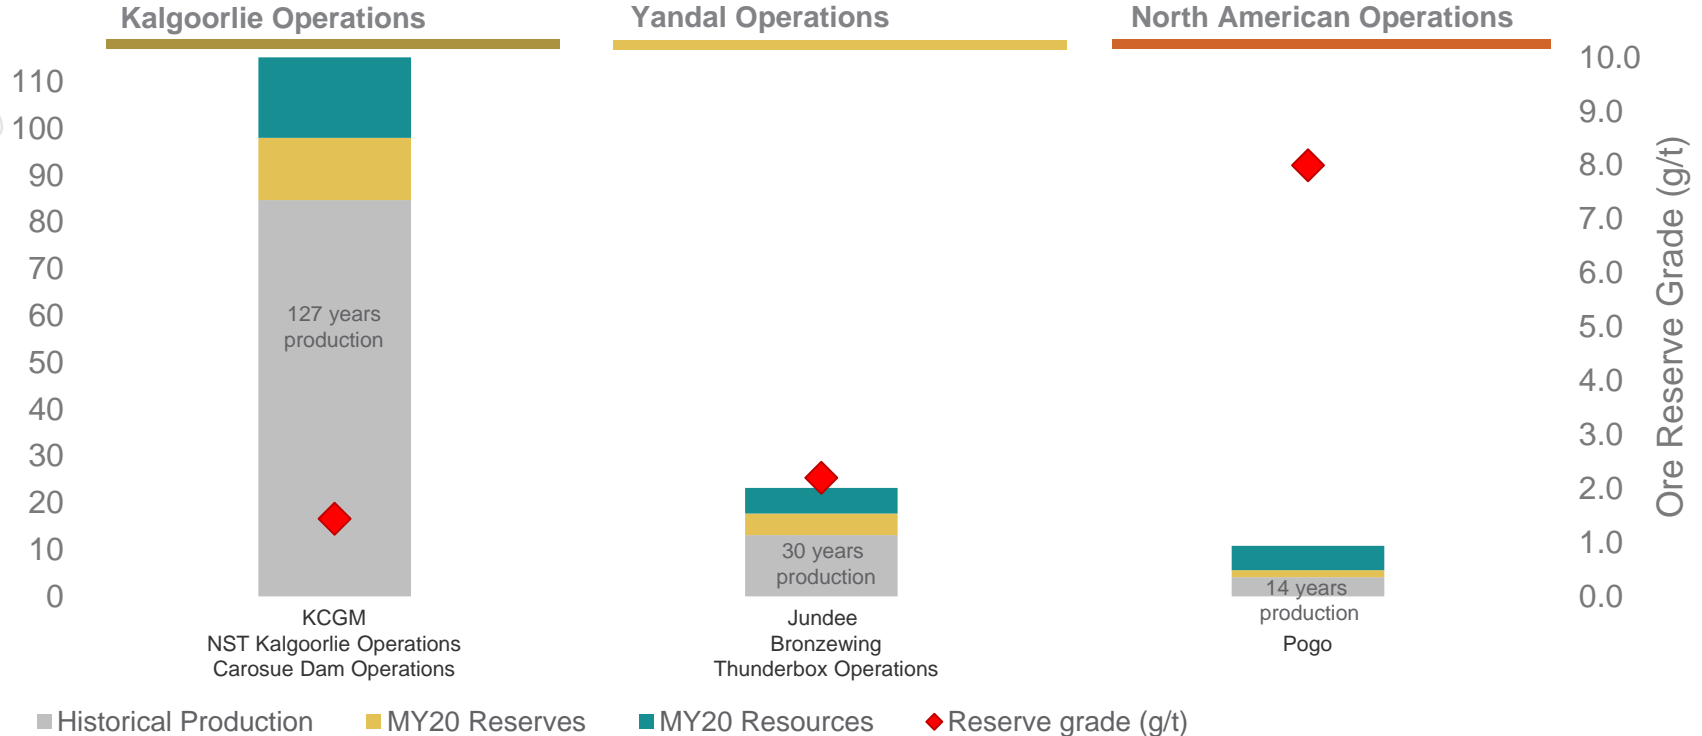 Kalgoorlie Operations
Yandal Operations
North American Operations
110
100
90
80
70
60
50
40
30
20
10
0
127 years
production
30 years
production
14 years
production
10.0
9.0
8.0
7.0
6.0
5.0
4.0
3.0
2.0
1.0
0.0
Ore Reserve Grade (g/t)
KCGM
NST Kalgoorlie Operations
Carosue Dam Operations
Jundee
Bronzewing
Thunderbox Operations
Pogo
Historical Production
MY20 Reserves
MY20 Resources
Reserve grade (g/t)